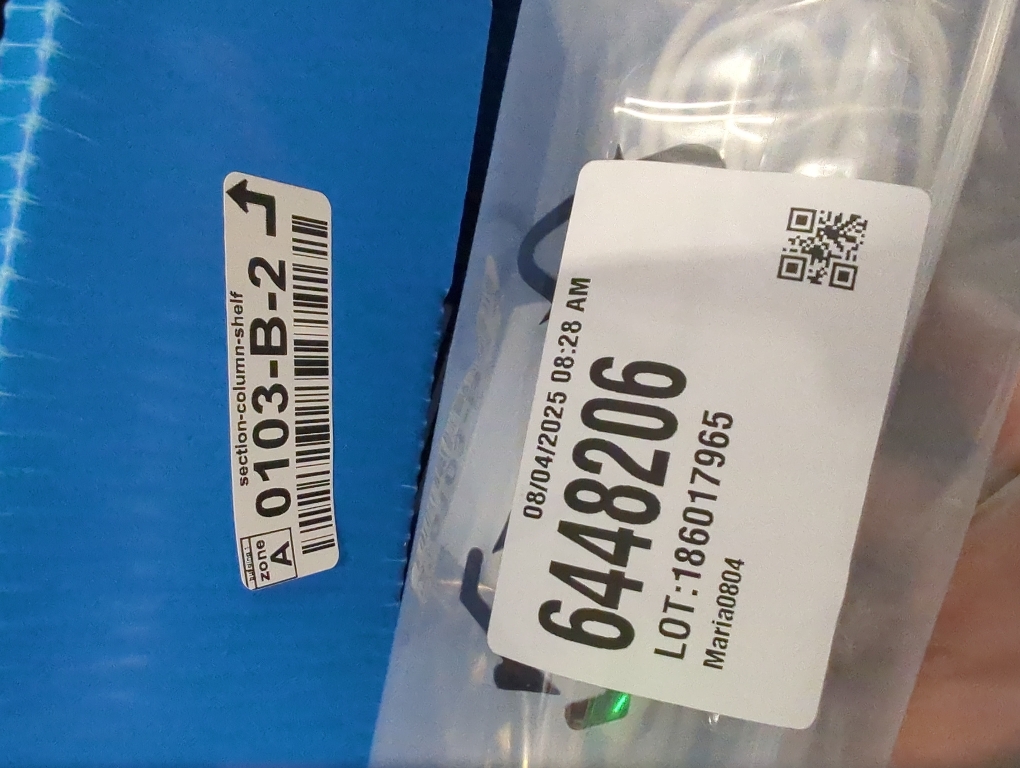 section-column-shelf
zone
A
0103-B-2
08/04/2025 08:28 AM
6448206
LOT:186017965
Maria0804